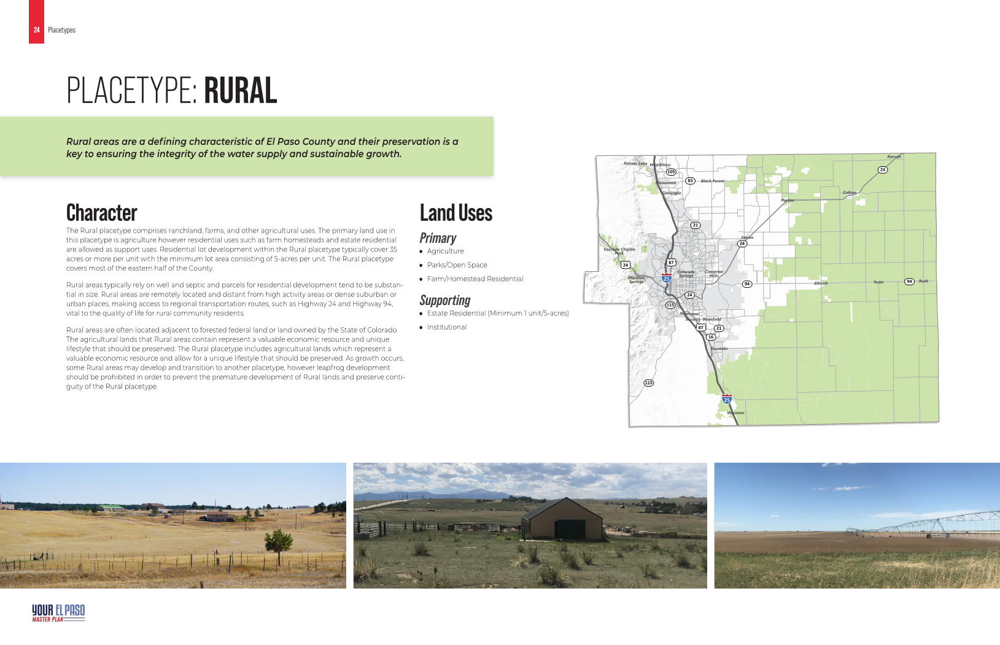 24 Placetypes
PLACETYPE: RURAL
Rural areas are a defining characteristic of El Paso County and their preservation is a
key to ensuring the integrity of the water supply and sustainable growth.
Character
The Rural placetype comprises ranchland, farms, and other agricultural uses. The primary land use in
this placetype is agriculture however residential uses such as farm homesteads and estate residential
are allowed as support uses. Residential lot development within the Rural placetype typically cover 35
acres or more per unit with the minimum lot area consisting of 5-acres per unit. The Rural placetype
covers most of the eastern half of the County.
Rural areas typically rely on well and septic and parcels for residential development tend to be substan-
tial in size. Rural areas are remotely located and distant from high activity areas or dense suburban or
urban places, making access to regional transportation routes, such as Highway 24 and Highway 94,
vital to the quality of life for rural community residents.
Rural areas are often located adjacent to forested federal land or land owned by the State of Colorado.
The agricultural lands that Rural areas contain represent a valuable economic resource and unique
lifestyle that should be preserved. The Rural placetype includes agricultural lands which represent a
valuable economic resource and allow for a unique lifestyle that should be preserved. As growth occurs,
some Rural areas may develop and transition to another placetype, however leapfrog development
should be prohibited in order to prevent the premature development of Rural lands and preserve conti-
guity of the Rural placetype.
Land Uses
Primary
• Agriculture
• Parks/Open Space
• Farm/Homestead Residential
Supporting
• Estate Residential (Minimum 1 unit/5-acres)
• Institutional
Ramah
Palmer Lake
Woodmoor
24
105
83
Black Forest
Monument
Gleneagle
Calhan
Peyton
21
Falcon
24
Cascade-Chipita
Park
24
87
Colorado
Springs
Cimarron
Hills
25
Manitou
Springs
94
Ellicott
Yoder
94
Rush
24
115
Stratmoor
Security-Widefield
87
21
16
Fountain
115
25
Wigwam
YOUR EL PASO
MASTER PLAN